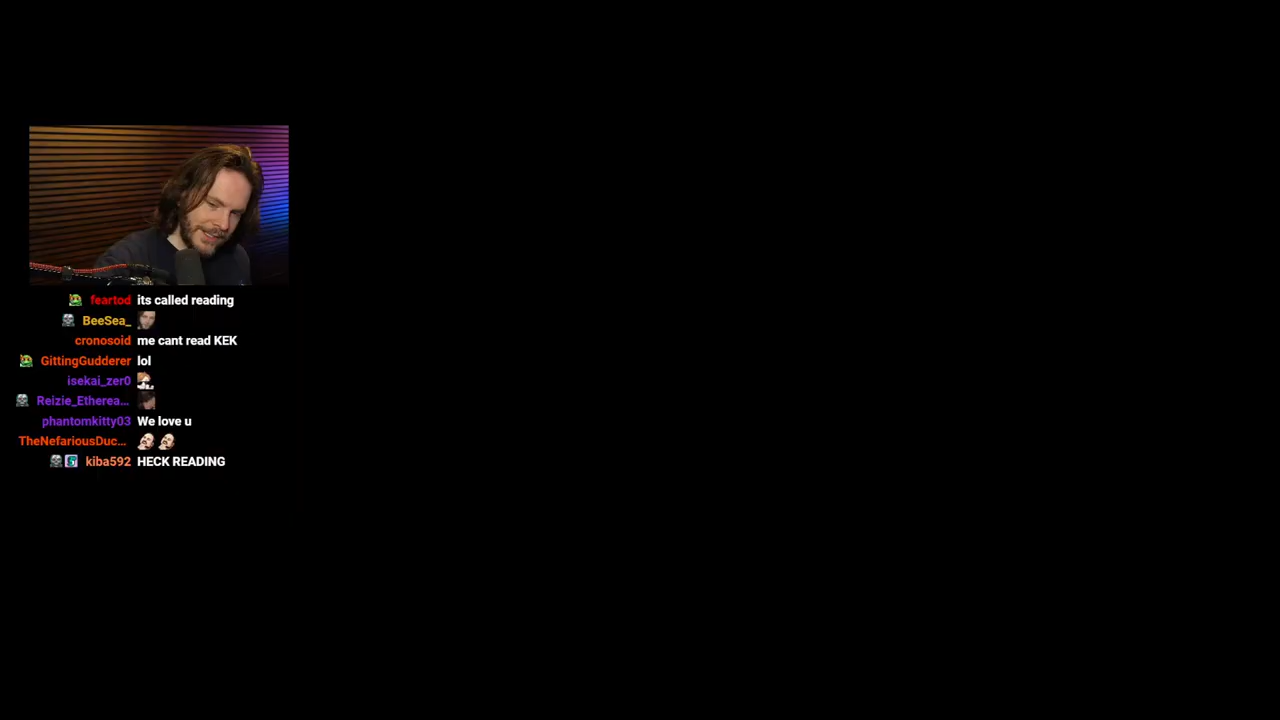 feartod its called reading
BeeSea_
cronosoid me cant read KEK
GittingGudderer lol
isekai_zer0
Reizie_Etherea...
phantomkitty03 We love u
TheNefariousDuc...
kiba592 HECK READING